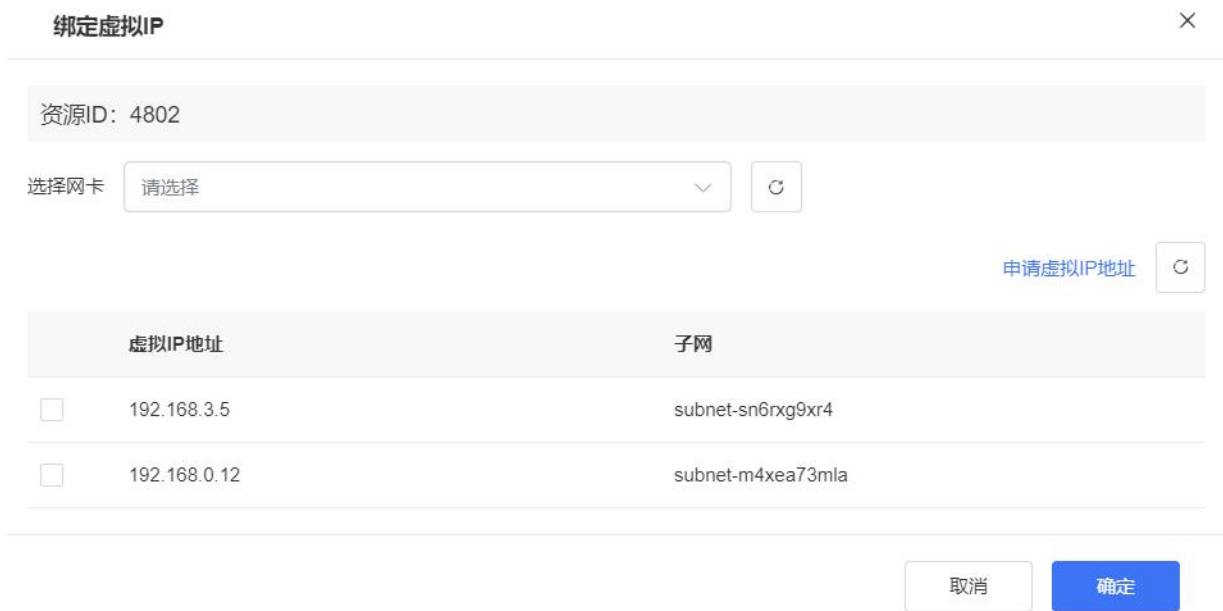 绑定虚拟IP
资源ID：4802
选择网卡 请选择
申请虚拟IP地址
虚拟IP地址 子网
192.168.3.5 subnet-sn6rxg9xr4
192.168.0.12 subnet-m4xea73mla
取消 确定